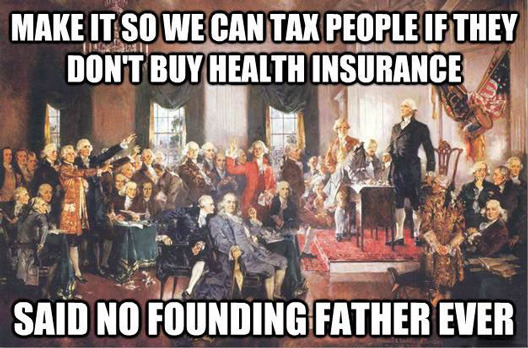 MAKE IT SO WE CAN TAX PEOPLE IF THEY
DON'T BUY HEALTH INSURANCE
SAID NO FOUNDING FATHER EVER